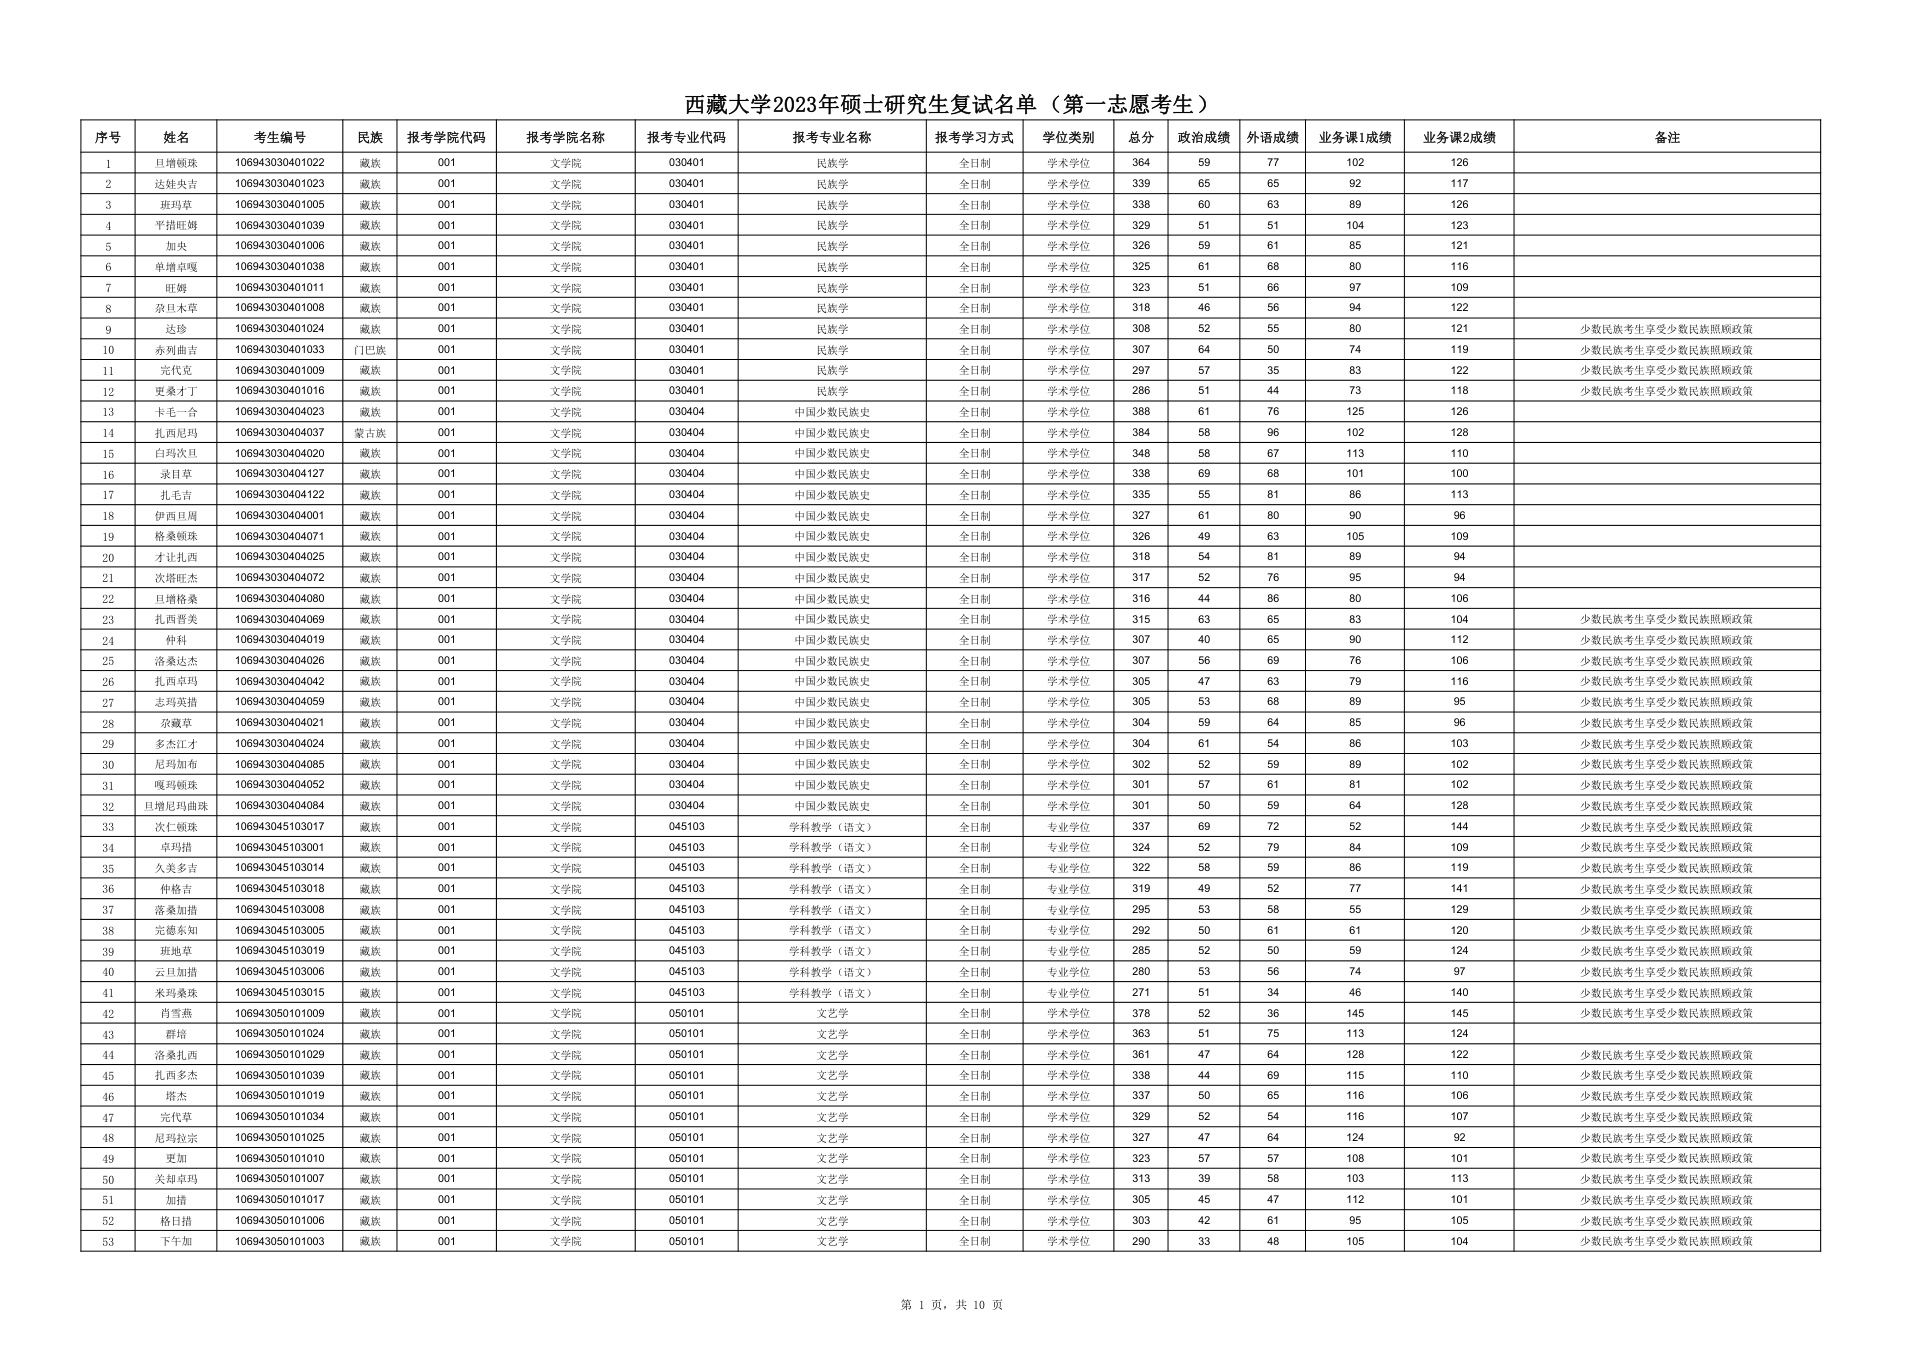 西藏大学2023年硕士研究生复试名单（第一志愿考生）
序号 姓名 考生编号 民族 报考学院代码 报考学院名称 报考专业代码 报考专业名称 报考学习方式 学位类别 总分 政治成绩 外语成绩 业务课1成绩 业务课2成绩 备注
1 旦增顿珠 106943030401022 藏族 001 文学院 030401 民族学 全日制 学术学位 364 59 77 102 126
2 达娃央吉 106943030401023 藏族 001 文学院 030401 民族学 全日制 学术学位 339 65 65 92 117
3 班玛草 106943030401005 藏族 001 文学院 030401 民族学 全日制 学术学位 338 60 63 89 126
4 平措旺姆 106943030401039 藏族 001 文学院 030401 民族学 全日制 学术学位 329 51 51 104 123
5 加央 106943030401006 藏族 001 文学院 030401 民族学 全日制 学术学位 326 59 61 85 121
6 单增卓嘎 106943030401038 藏族 001 文学院 030401 民族学 全日制 学术学位 325 61 68 80 116
7 旺姆 106943030401011 藏族 001 文学院 030401 民族学 全日制 学术学位 323 51 66 97 109
8 尕旦木草 106943030401008 藏族 001 文学院 030401 民族学 全日制 学术学位 318 46 56 94 122
9 达珍 106943030401024 藏族 001 文学院 030401 民族学 全日制 学术学位 308 52 55 80 121 少数民族考生享受少数民族照顾政策
10 赤列曲吉 106943030401033 门巴族 001 文学院 030401 民族学 全日制 学术学位 307 64 50 74 119 少数民族考生享受少数民族照顾政策
11 完代克 106943030401009 藏族 001 文学院 030401 民族学 全日制 学术学位 297 57 35 83 122 少数民族考生享受少数民族照顾政策
12 更桑才丁 106943030401016 藏族 001 文学院 030401 民族学 全日制 学术学位 286 51 44 73 118 少数民族考生享受少数民族照顾政策
13 卡毛一合 106943030404023 藏族 001 文学院 030404 中国少数民族史 全日制 学术学位 388 61 76 125 126
14 扎西尼玛 106943030404037 蒙古族 001 文学院 030404 中国少数民族史 全日制 学术学位 384 58 96 102 128
15 白玛次旦 106943030404020 藏族 001 文学院 030404 中国少数民族史 全日制 学术学位 348 58 67 113 110
16 录目草 106943030404127 藏族 001 文学院 030404 中国少数民族史 全日制 学术学位 338 69 68 101 100
17 扎毛吉 106943030404122 藏族 001 文学院 030404 中国少数民族史 全日制 学术学位 335 55 81 86 113
18 伊西旦周 106943030404001 藏族 001 文学院 030404 中国少数民族史 全日制 学术学位 327 61 80 90 96
19 格桑顿珠 106943030404071 藏族 001 文学院 030404 中国少数民族史 全日制 学术学位 326 49 63 105 109
20 才让扎西 106943030404025 藏族 001 文学院 030404 中国少数民族史 全日制 学术学位 318 54 81 89 94
21 次塔旺杰 106943030404072 藏族 001 文学院 030404 中国少数民族史 全日制 学术学位 317 52 76 95 94
22 旦增格桑 106943030404080 藏族 001 文学院 030404 中国少数民族史 全日制 学术学位 316 44 86 80 106
23 扎西晋美 106943030404069 藏族 001 文学院 030404 中国少数民族史 全日制 学术学位 315 63 65 83 104 少数民族考生享受少数民族照顾政策
24 仲科 106943030404019 藏族 001 文学院 030404 中国少数民族史 全日制 学术学位 307 40 65 90 112 少数民族考生享受少数民族照顾政策
25 洛桑达杰 106943030404026 藏族 001 文学院 030404 中国少数民族史 全日制 学术学位 307 56 69 76 106 少数民族考生享受少数民族照顾政策
26 扎西卓玛 106943030404042 藏族 001 文学院 030404 中国少数民族史 全日制 学术学位 305 47 63 79 116 少数民族考生享受少数民族照顾政策
27 志玛英措 106943030404059 藏族 001 文学院 030404 中国少数民族史 全日制 学术学位 305 53 68 89 95 少数民族考生享受少数民族照顾政策
28 尕藏草 106943030404021 藏族 001 文学院 030404 中国少数民族史 全日制 学术学位 304 59 64 85 96 少数民族考生享受少数民族照顾政策
29 多杰江才 106943030404024 藏族 001 文学院 030404 中国少数民族史 全日制 学术学位 304 61 54 86 103 少数民族考生享受少数民族照顾政策
30 尼玛加布 106943030404085 藏族 001 文学院 030404 中国少数民族史 全日制 学术学位 302 52 59 89 102 少数民族考生享受少数民族照顾政策
31 嘎玛顿珠 106943030404052 藏族 001 文学院 030404 中国少数民族史 全日制 学术学位 301 57 61 81 102 少数民族考生享受少数民族照顾政策
32 旦增尼玛曲珠 106943030404084 藏族 001 文学院 030404 中国少数民族史 全日制 学术学位 301 50 59 64 128 少数民族考生享受少数民族照顾政策
33 次仁顿珠 106943045103017 藏族 001 文学院 045103 学科教学（语文） 全日制 专业学位 337 69 72 52 144 少数民族考生享受少数民族照顾政策
34 卓玛措 106943045103001 藏族 001 文学院 045103 学科教学（语文） 全日制 专业学位 324 52 79 84 109 少数民族考生享受少数民族照顾政策
35 久美多吉 106943045103014 藏族 001 文学院 045103 学科教学（语文） 全日制 专业学位 322 58 59 86 119 少数民族考生享受少数民族照顾政策
36 仲格吉 106943045103018 藏族 001 文学院 045103 学科教学（语文） 全日制 专业学位 319 49 52 77 141 少数民族考生享受少数民族照顾政策
37 落桑加措 106943045103008 藏族 001 文学院 045103 学科教学（语文） 全日制 专业学位 295 53 58 55 129 少数民族考生享受少数民族照顾政策
38 完德东知 106943045103005 藏族 001 文学院 045103 学科教学（语文） 全日制 专业学位 292 50 61 61 120 少数民族考生享受少数民族照顾政策
39 班地草 106943045103019 藏族 001 文学院 045103 学科教学（语文） 全日制 专业学位 285 52 50 59 124 少数民族考生享受少数民族照顾政策
40 云旦加措 106943045103006 藏族 001 文学院 045103 学科教学（语文） 全日制 专业学位 280 53 56 74 97 少数民族考生享受少数民族照顾政策
41 米玛桑珠 106943045103015 藏族 001 文学院 045103 学科教学（语文） 全日制 专业学位 271 51 34 46 140 少数民族考生享受少数民族照顾政策
42 肖雪燕 106943050101009 藏族 001 文学院 050101 文艺学 全日制 学术学位 378 52 36 145 145 少数民族考生享受少数民族照顾政策
43 群培 106943050101024 藏族 001 文学院 050101 文艺学 全日制 学术学位 363 51 75 113 124
44 洛桑扎西 106943050101029 藏族 001 文学院 050101 文艺学 全日制 学术学位 361 47 64 128 122 少数民族考生享受少数民族照顾政策
45 扎西多杰 106943050101039 藏族 001 文学院 050101 文艺学 全日制 学术学位 338 44 69 115 110 少数民族考生享受少数民族照顾政策
46 塔杰 106943050101019 藏族 001 文学院 050101 文艺学 全日制 学术学位 337 50 65 116 106 少数民族考生享受少数民族照顾政策
47 完代草 106943050101034 藏族 001 文学院 050101 文艺学 全日制 学术学位 329 52 54 116 107 少数民族考生享受少数民族照顾政策
48 尼玛拉宗 106943050101025 藏族 001 文学院 050101 文艺学 全日制 学术学位 327 47 64 124 92 少数民族考生享受少数民族照顾政策
49 更加 106943050101010 藏族 001 文学院 050101 文艺学 全日制 学术学位 323 57 57 108 101 少数民族考生享受少数民族照顾政策
50 关却卓玛 106943050101007 藏族 001 文学院 050101 文艺学 全日制 学术学位 313 39 58 103 113 少数民族考生享受少数民族照顾政策
51 加措 106943050101017 藏族 001 文学院 050101 文艺学 全日制 学术学位 305 45 47 112 101 少数民族考生享受少数民族照顾政策
52 格日措 106943050101006 藏族 001 文学院 050101 文艺学 全日制 学术学位 303 42 61 95 105 少数民族考生享受少数民族照顾政策
53 下午加 106943050101003 藏族 001 文学院 050101 文艺学 全日制 学术学位 290 33 48 105 104 少数民族考生享受少数民族照顾政策
第 1 页，共 10 页